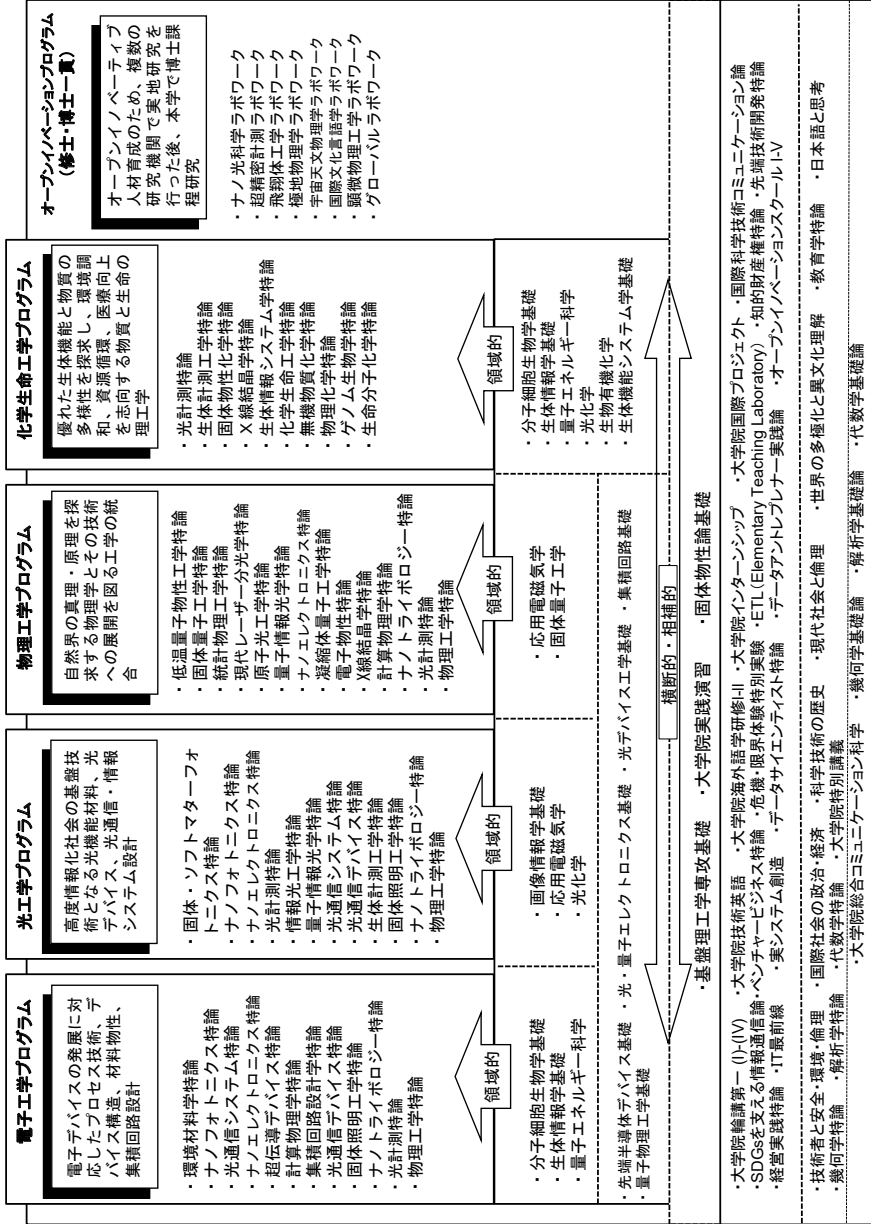 電子工学プログラム
電子デバイスの発展に対
応したプロセス技術、デ
バイス構造、材料物性、
集積回路設計
・環境材料学特論
・ナノフォトニクス特論
・光通信システム特論
・ナノエレクトロニクス特論
・超伝導デバイス特論
・計算物理学特論
・集積回路設計学特論
・光通信デバイス特論
・固体照明工学特論
・ナノトライボロジー特論
・光計測特論
・物理工学特論
領域的
・分子細胞生物学基礎
・生体情報学基礎
・量子エネルギー科学
光工学プログラム
高度情報化社会の基盤技
術となる光機能材料、光
デバイス、光通信・情報
システム設計
・固体・ソフトマターフォ
トニクス特論
・ナノフォトニクス特論
・ナノエレクトロニクス特論
・光計測特論
・情報光工学特論
・量子情報光学特論
・光通信システム特論
・光通信デバイス特論
・生体計測工学特論
・固体照明工学特論
・ナノトライボロジー特論
・物理工学特論
領域的
・画像情報学基礎
・応用電磁気学
・光化学
物理工学プログラム
自然界の真理・原理を探
求する物理学とその技術
への展開を図る工学の統
合
・低温量子物性工学特論
・固体量子工学特論
・統計物理工学特論
・現代レーザー分光学特論
・原子光工学特論
・量子情報光学特論
・ナノエレクトロニクス特論
・凝縮体量子工学特論
・電子物性特論
・X線結晶学特論
・計算物理学特論
・ナノトライボロジー特論
・光計測特論
・物理工学特論
領域的
・応用電磁気学
・固体量子工学
化学生命工学プログラム
優れた生体機能と物質の
多様性を探求し、環境調
和、資源循環、医療向上
を志向する物質と生命の
理工学
・光計測特論
・生体計測工学特論
・固体物性化学特論
・X線結晶学特論
・生体情報システム学特論
・化学生命工学特論
・無機物質化学特論
・物理化学特論
・ゲノム生物学特論
・生命分子化学特論
領域的
・分子細胞生物学基礎
・生体情報学基礎
・量子エネルギー科学
・光化学
・生物有機化学
・生体機能システム学基礎
オープンイノベーションプログラム
(修士・博士一貫)
オープンイノベーティブ
人材育成のため、複数の
研究機関で実地研究を
行った後、本学で博士課
程研究
・ナノ光科学ラボワーク
・超精密計測ラボワーク
・飛翔体工学ラボワーク
・極地物理学ラボワーク
・宇宙天文物理学ラボワーク
・国際文化言語学ラボワーク
・顕微物理工学ラボワーク
・グローバルラボワーク
・先端半導体デバイス基礎 ・光・量子エレクトロニクス基礎 ・光デバイス工学基礎 ・集積回路基礎
・量子物理工学基礎
横断的・相補的
・基盤理工学専攻基礎 ・大学院実践演習 ・固体物性論基礎
・大学院輪講第一 (I)-(IV) ・大学院技術英語 ・大学院海外語学研修I-II ・大学院インターンシップ ・大学院国際プロジェクト ・国際科学技術コミュニケーション論
・SDGsを支える情報通信論・ベンチャービジネス特論 ・危機・限界体験特別実験 ・ETL(Elementary Teaching Laboratory) ・知的財産権特論 ・先端技術開発特論
・経営実践特論 ・IT最前線 ・実システム創造 ・データサイエンティスト特論 ・データアントレプレナー実践論 ・オープンイノベーションスクール I-V
・技術者と安全・環境・倫理 ・国際社会の政治・経済 ・科学技術の歴史 ・現代社会と倫理 ・世界の多極化と異文化理解 ・教育学特論 ・日本語と思考
・幾何学特論 ・解析学特論 ・代数学特論 ・大学院特別講義
・大学院総合コミュニケーション科学 ・幾何学基礎論 ・解析学基礎論 ・代数学基礎論